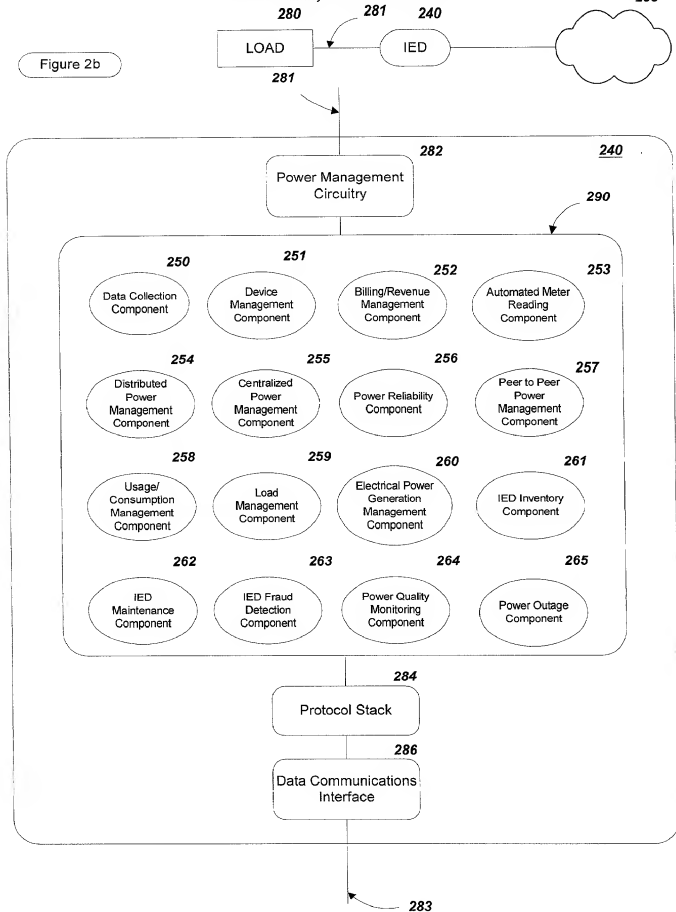 280 281 240
LOAD IED
Figure 2b
281
282 240
Power Management
Circuitry
290
250 251 252 253
Data Collection
Component
Device
Management
Component
Billing/Revenue
Management
Component
Automated Meter
Reading
Component
254 255 256 257
Distributed
Power
Management
Component
Centralized
Power
Management
Component
Power Reliability
Component
Peer to Peer
Power
Management
Component
258 259 260 261
Usage/
Consumption
Management
Component
Load
Management
Component
Electrical Power
Generation
Management
Component
IED Inventory
Component
262 263 264 265
IED
Maintenance
Component
IED Fraud
Detection
Component
Power Quality
Monitoring
Component
Power Outage
Component
284
Protocol Stack
286
Data Communications
Interface
283